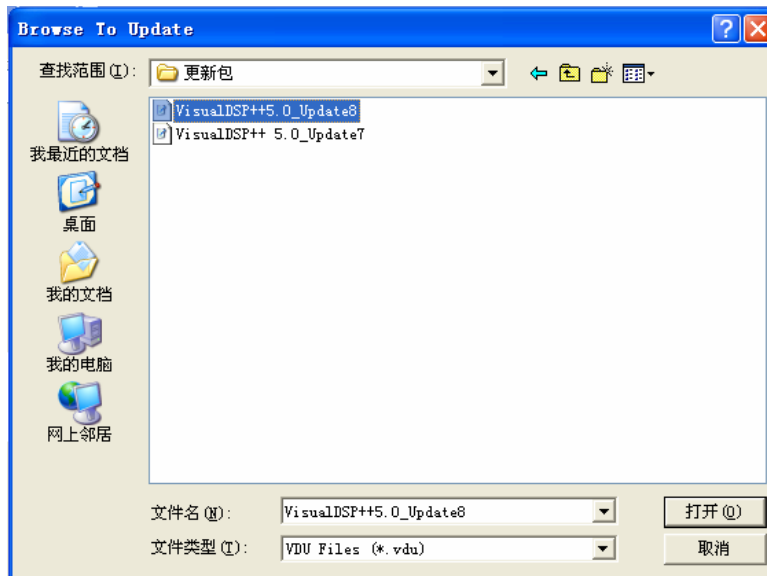 Browse To Update
查找范围(I):
更新包
VisualDSP++5.0_Update8
VisualDSP++ 5.0_Update7
我最近的文档
桌面
我的文档
我的电脑
网上邻居
文件名(N):
VisualDSP++5.0_Update8
打开(O)
文件类型(T):
VDU Files (*.vdu)
取消